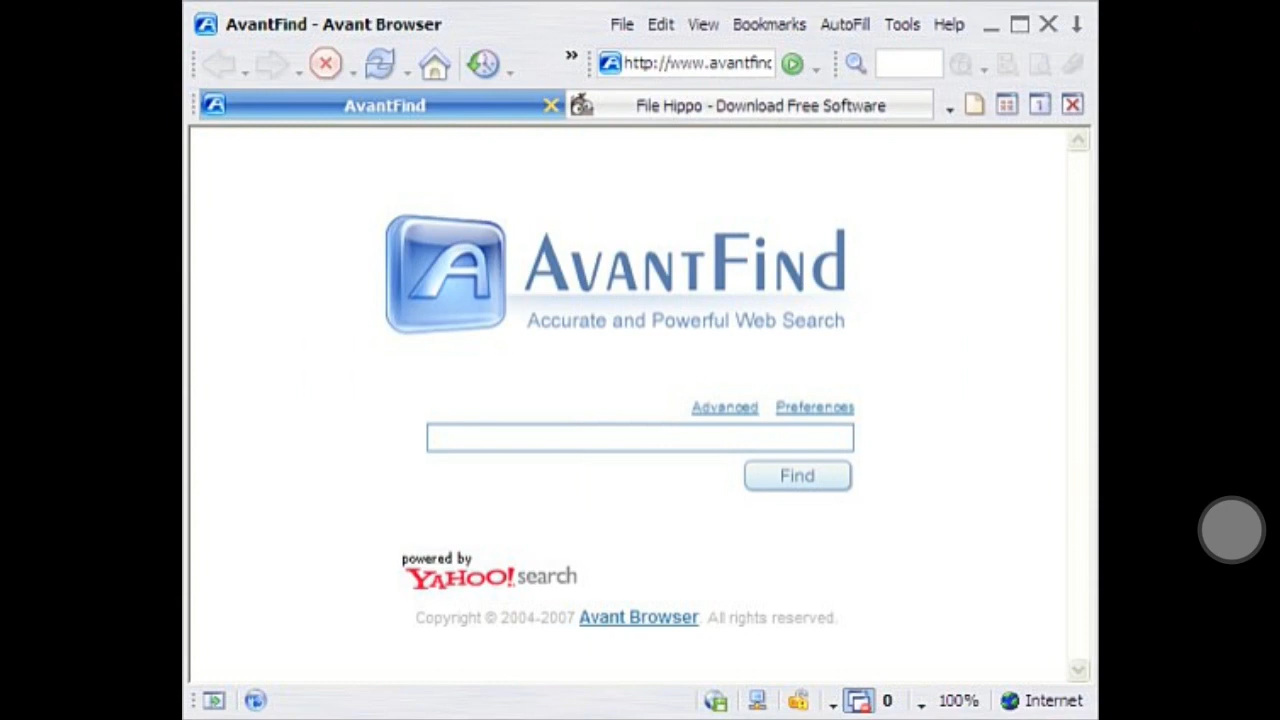 AvantFind - Avant Browser
File Edit View Bookmarks AutoFill Tools Help
http://www.avantfinc
AvantFind
File Hippo - Download Free Software
AVANTFind
Accurate and Powerful Web Search
Advanced Preferences
Find
powered by
YAHOO! search
Copyright © 2004-2007 Avant Browser. All rights reserved.
0 100% Internet